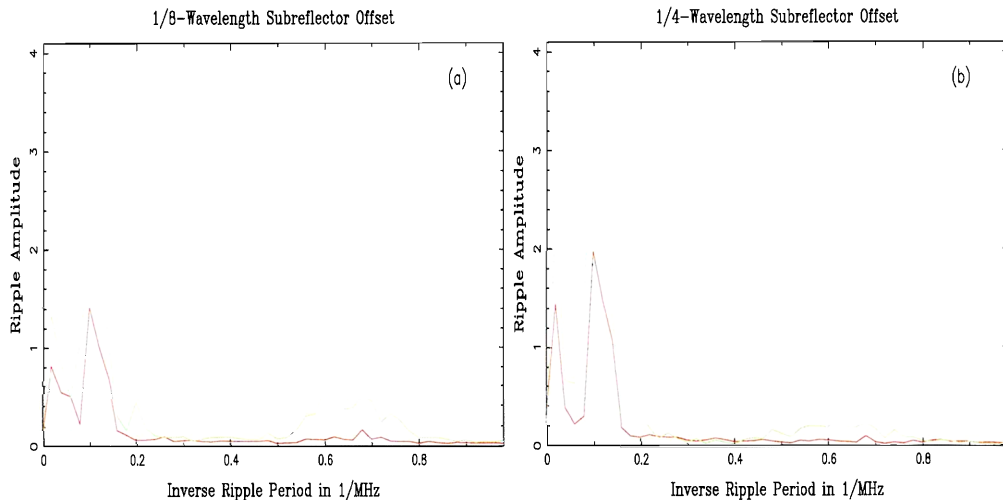 1/8-Wavelength Subreflector Offset
(a)
Ripple Amplitude
4
3
2
1
0
0
0.2
0.4
0.6
0.8
Inverse Ripple Period in 1/MHz
1/4-Wavelength Subreflector Offset
(b)
Ripple Amplitude
4
3
2
1
0
0
0.2
0.4
0.6
0.8
Inverse Ripple Period in 1/MHz